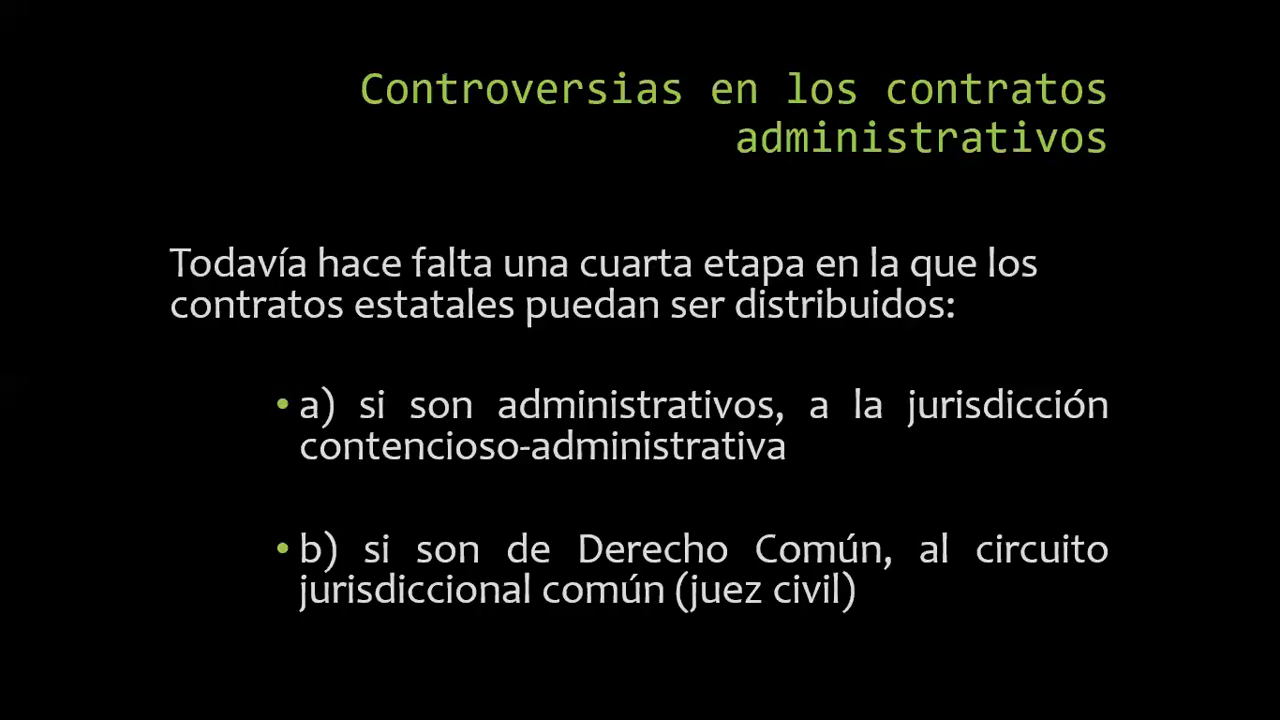 Controversias en los contratos
administrativos
Todavía hace falta una cuarta etapa en la que los
contratos estatales puedan ser distribuidos:
• a) si son administrativos, a la jurisdicción
contencioso-administrativa
• b) si son de Derecho Común, al circuito
jurisdiccional común (juez civil)